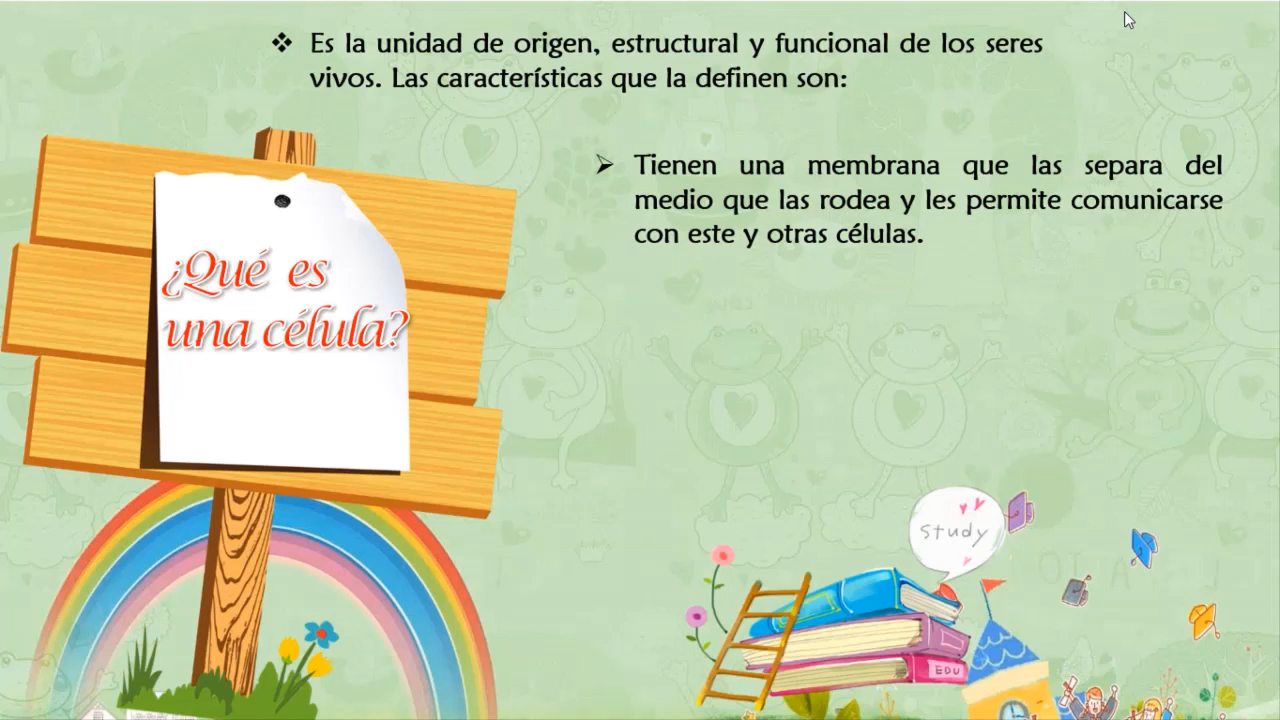 ❖ Es la unidad de origen, estructural y funcional de los seres
vivos. Las características que la definen son:
➢ Tienen una membrana que las separa del
medio que las rodea y les permite comunicarse
con este y otras células.
¿Qué es
una célula?
study
EDU